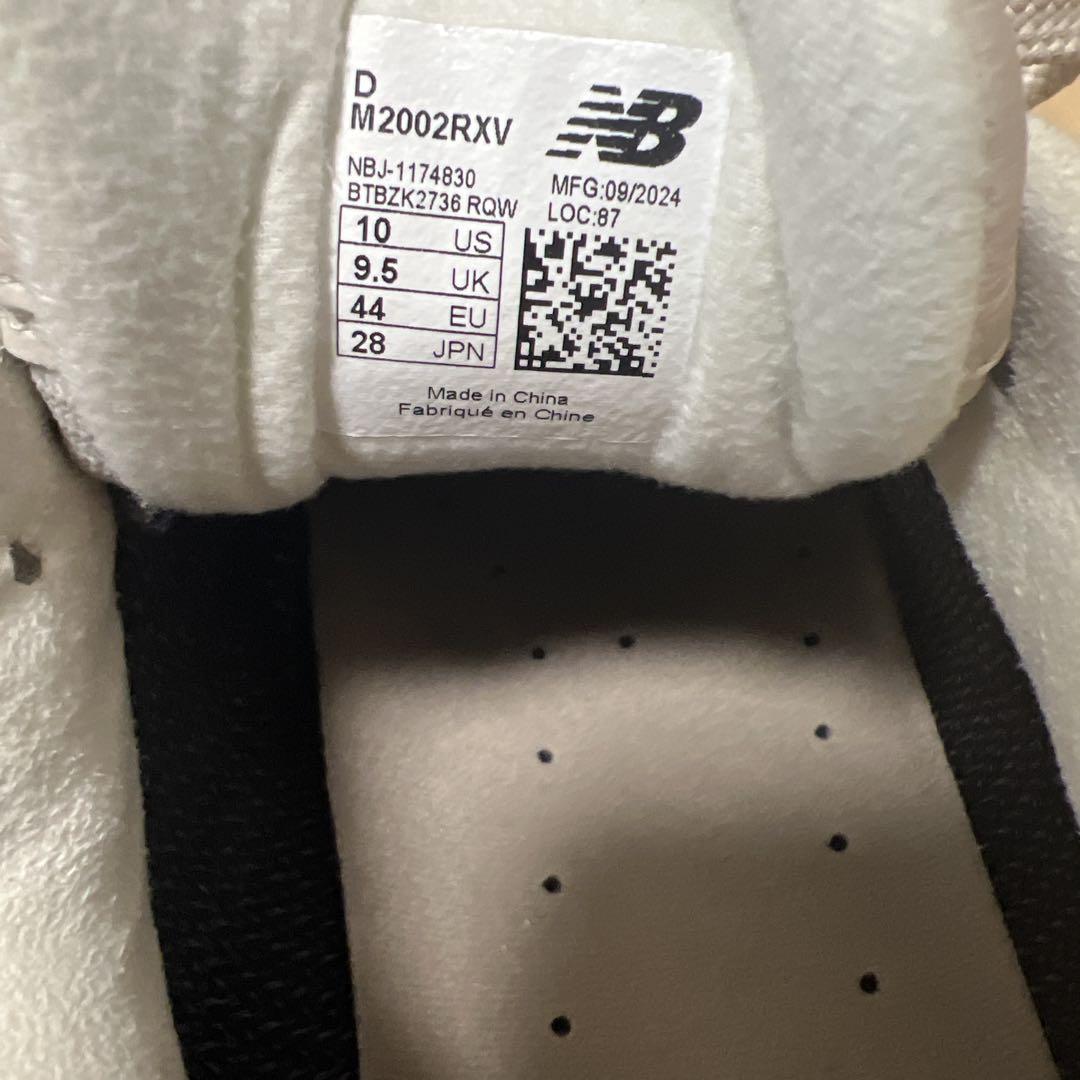 D
M2002RXV
NB
NBJ-1174830
BTBZK2736 RQW
MFG:09/2024
LOC:87
10 US
9.5 UK
44 EU
28 JPN
Made in China
Fabriqué en Chine